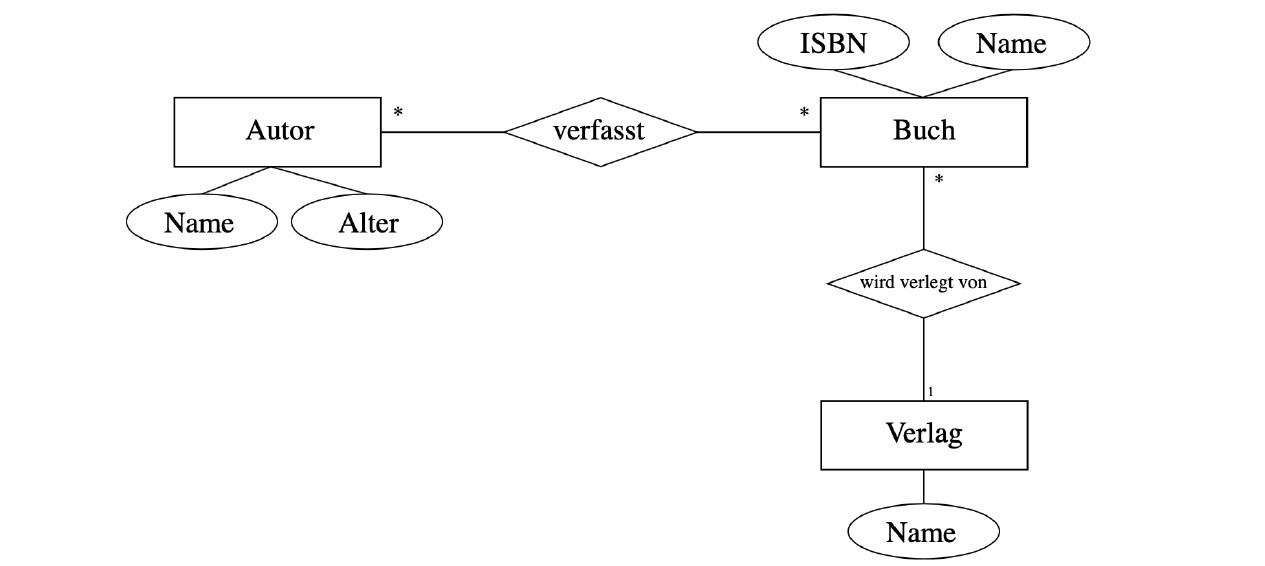 ISBN
Name
Autor
*
verfasst
*
Buch
*
Name
Alter
wird verlegt von
1
Verlag
Name